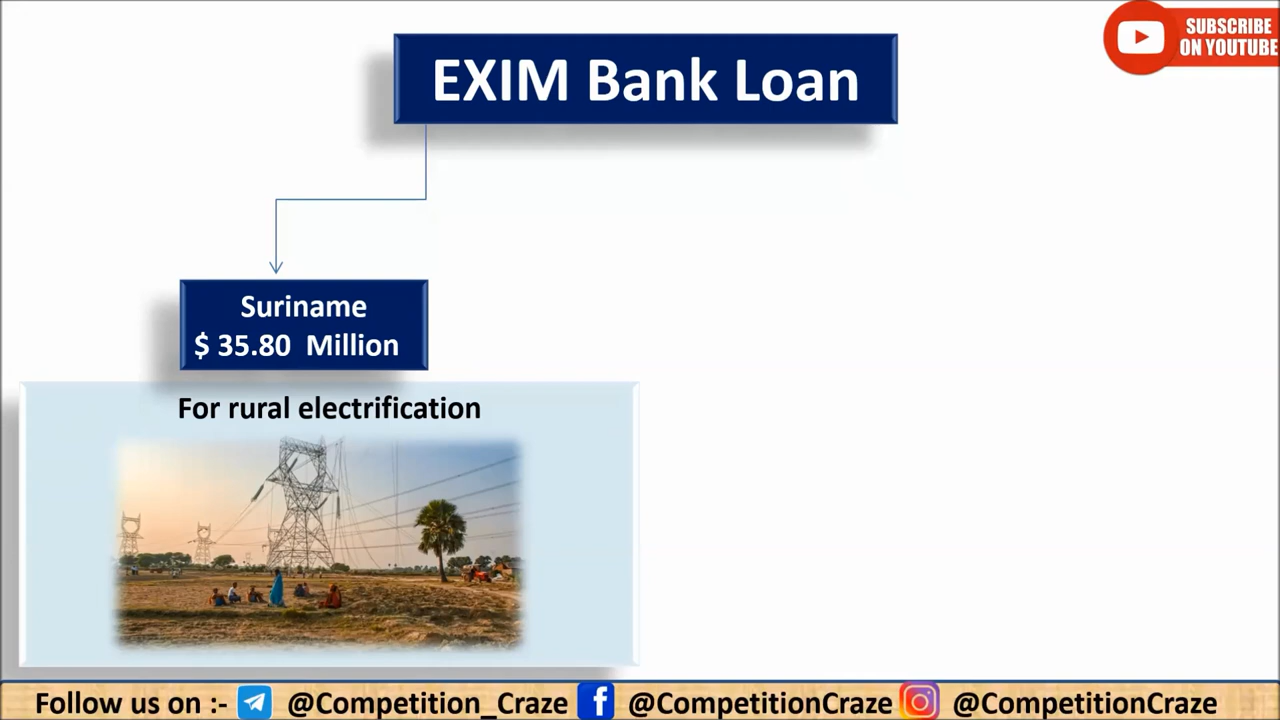 SUBSCRIBE
ON YOUTUBE
EXIM Bank Loan
Suriname
$ 35.80 Million
For rural electrification
Follow us on :- @Competition_Craze @CompetitionCraze @CompetitionCraze